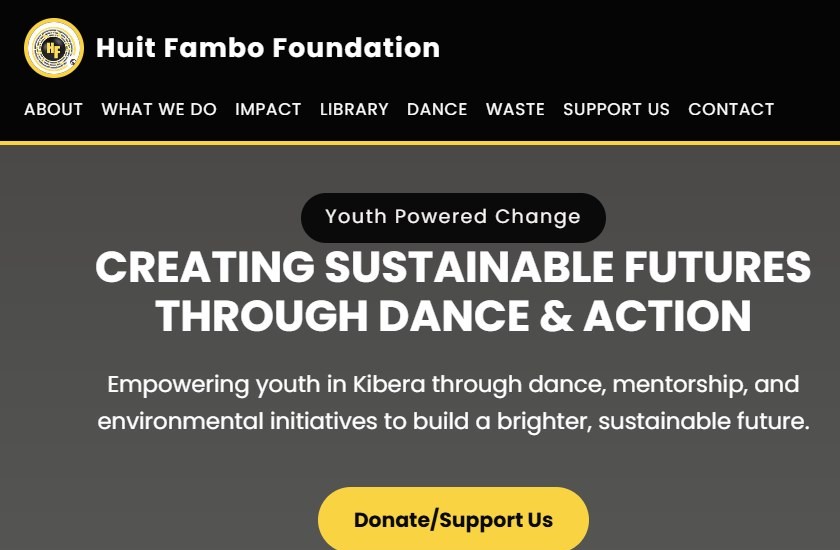 HF
Huit Fambo Foundation
ABOUT WHAT WE DO IMPACT LIBRARY DANCE WASTE SUPPORT US CONTACT
Youth Powered Change
CREATING SUSTAINABLE FUTURES
THROUGH DANCE & ACTION
Empowering youth in Kibera through dance, mentorship, and
environmental initiatives to build a brighter, sustainable future.
Donate/Support Us